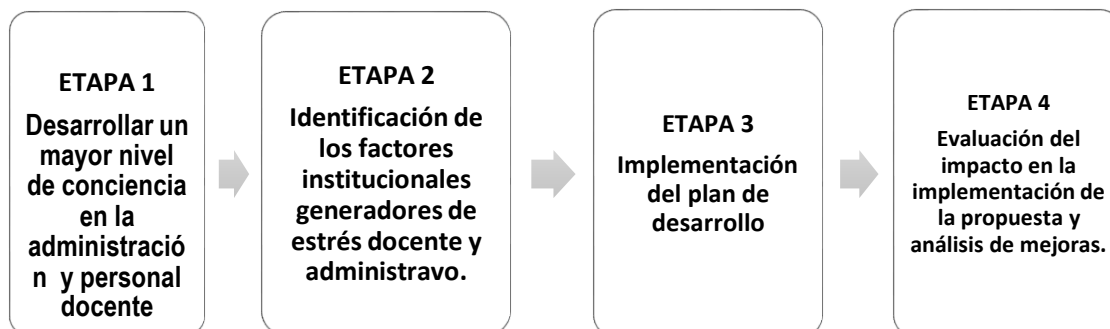 ETAPA 1
Desarrollar un
mayor nivel
de conciencia
en la
administració
n y personal
docente
ETAPA 2
Identificación de
los factores
institucionales
generadores de
estrés docente y
administravo.
ETAPA 3
Implementación
del plan de
desarrollo
ETAPA 4
Evaluación del
impacto en la
implementación de
la propuesta y
análisis de mejoras.